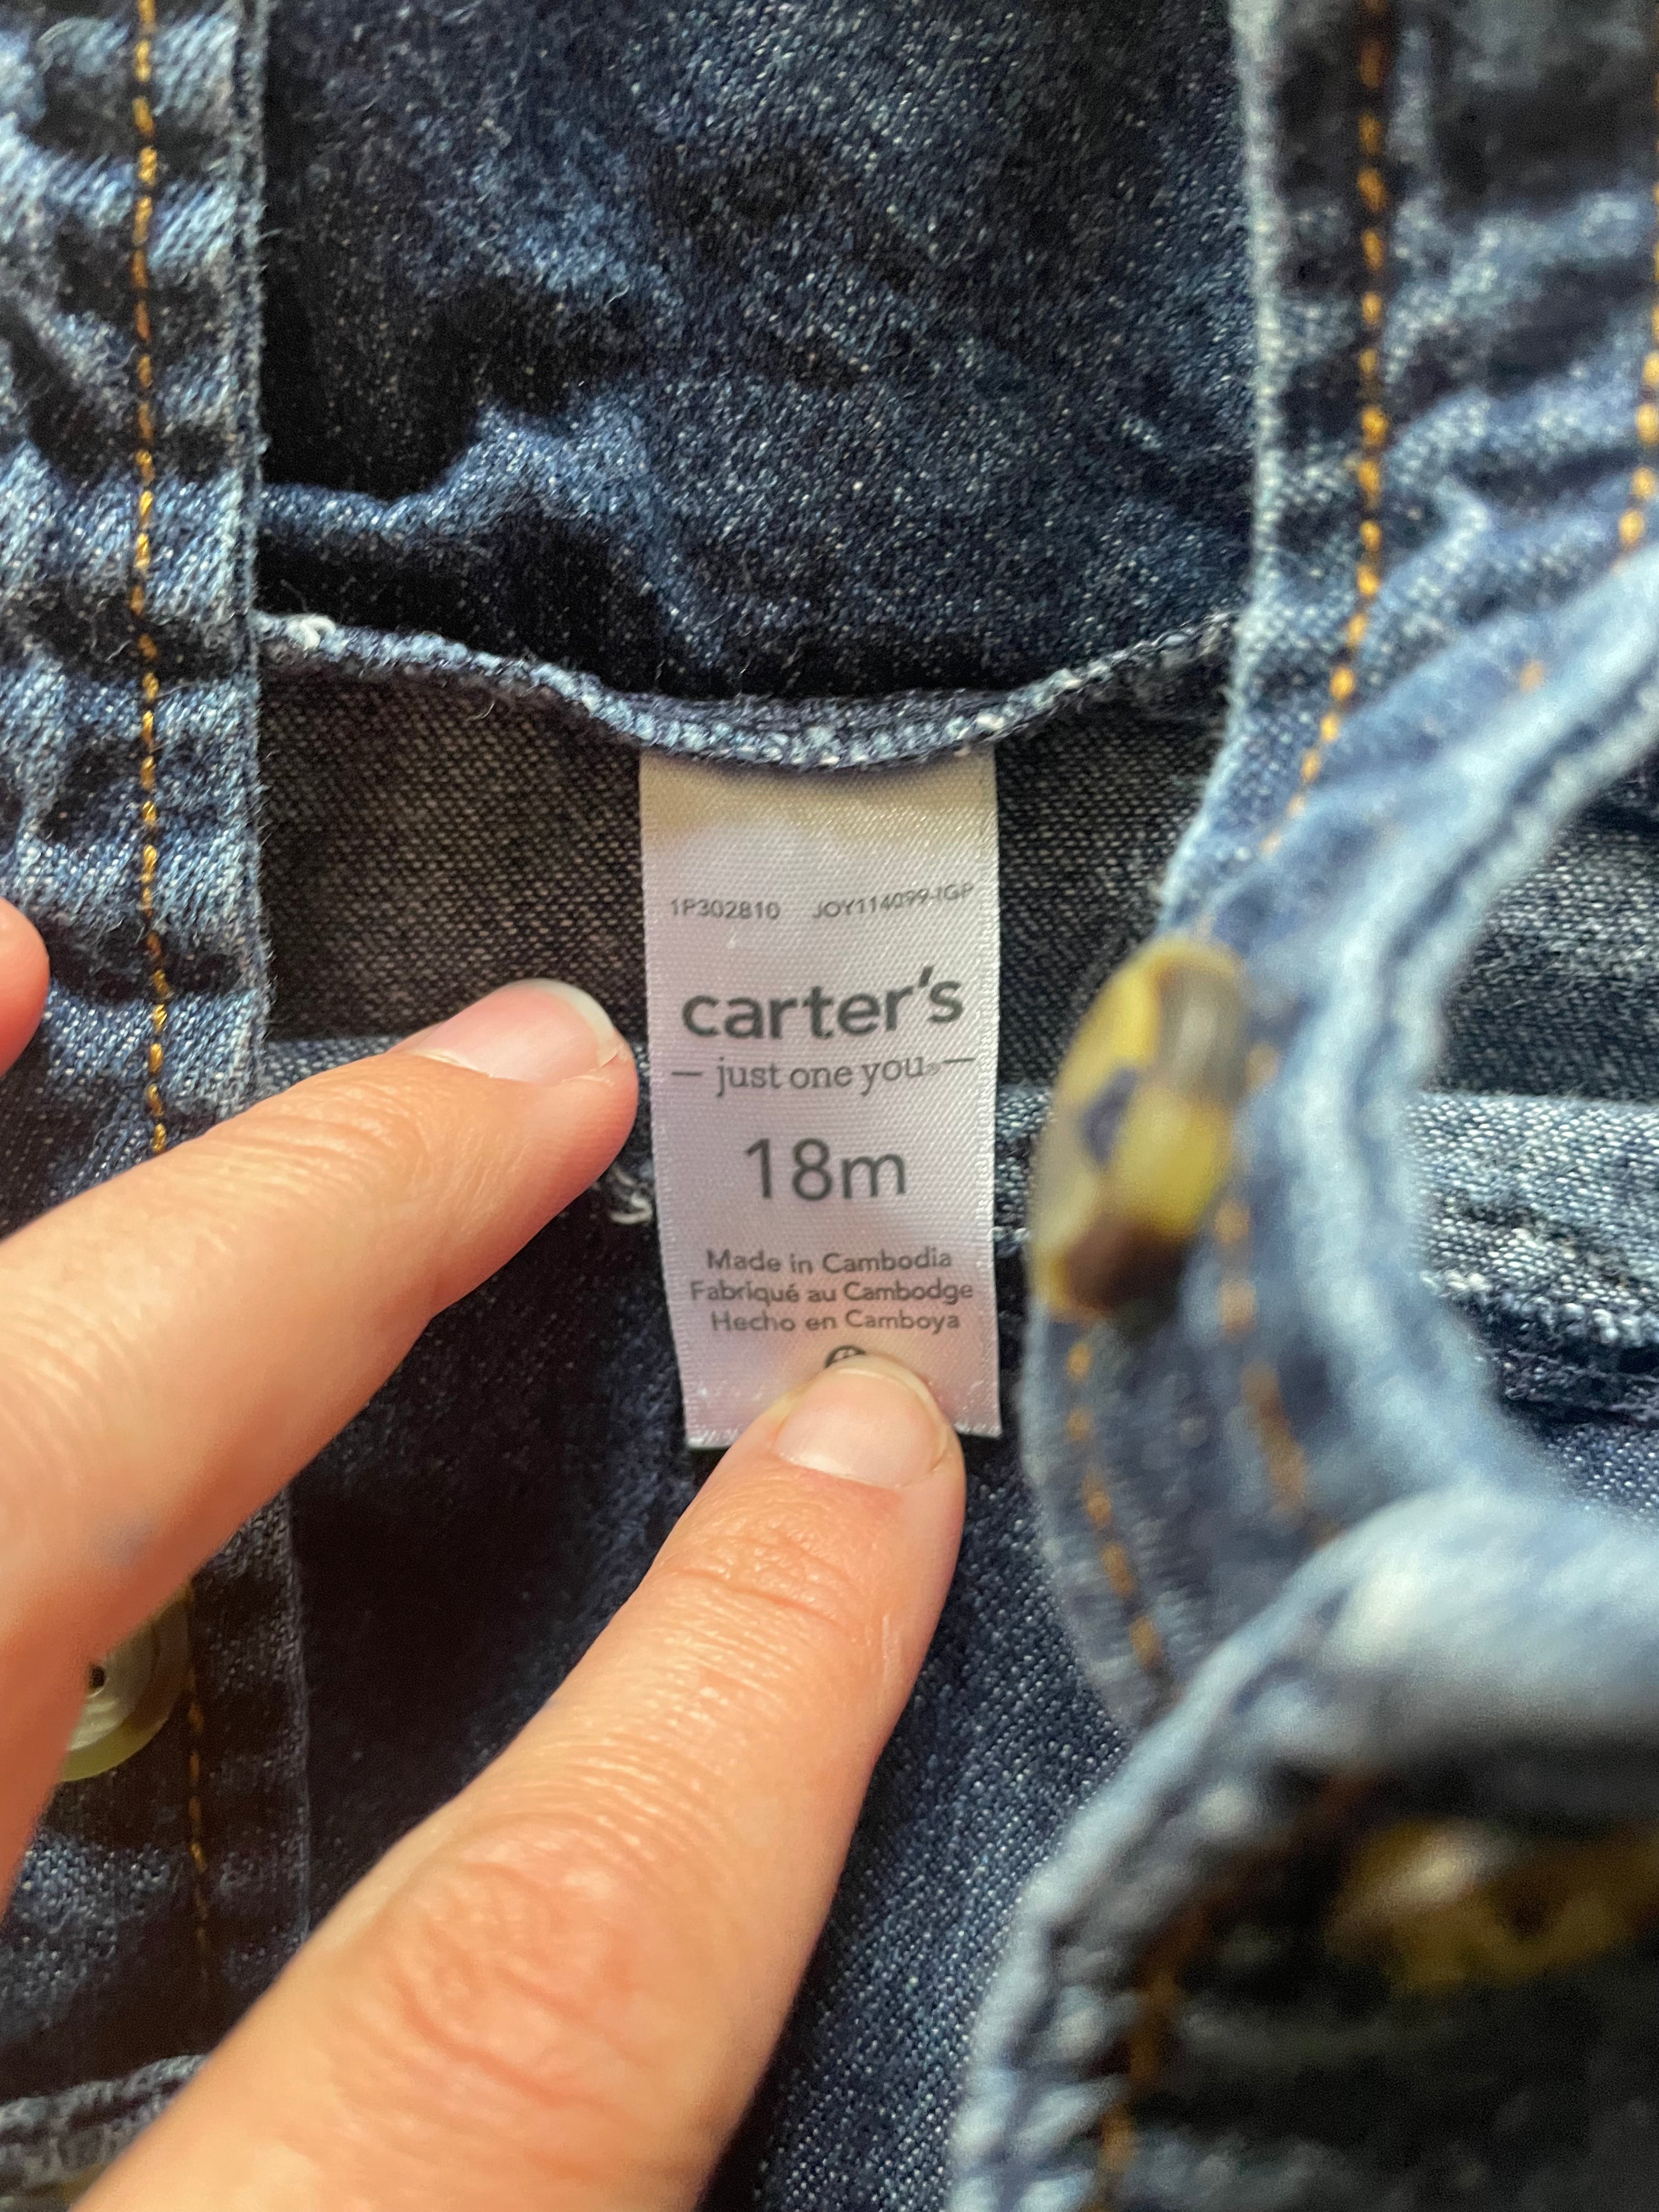 1P302810 JOY114099-IGP
carter's
— just one you® —
18m
Made in Cambodia
Fabriqué au Cambodge
Hecho en Camboya